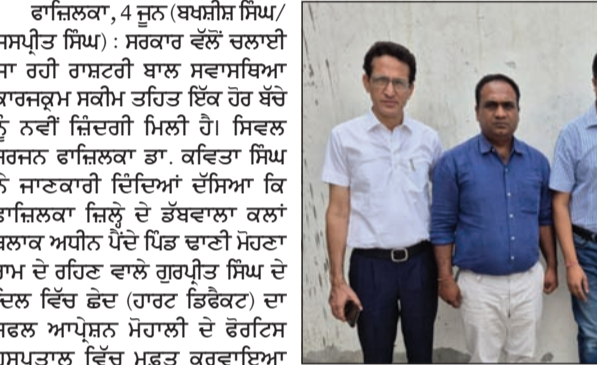 ਫਾਜ਼ਿਲਕਾ, 4 ਜੂਨ (ਬਖਸ਼ੀਸ਼ ਸਿੰਘ/
ਜਸਪ੍ਰੀਤ ਸਿੰਘ) : ਸਰਕਾਰ ਵੱਲੋਂ ਚਲਾਈ
ਜਾ ਰਹੀ ਰਾਸ਼ਟਰੀ ਬਾਲ ਸਵਾਸਥਿਆ
ਕਾਰਜਕ੍ਰਮ ਸਕੀਮ ਤਹਿਤ ਇੱਕ ਹੋਰ ਬੱਚੇ
ਨੂੰ ਨਵੀਂ ਜ਼ਿੰਦਗੀ ਮਿਲੀ ਹੈ। ਸਿਵਲ
ਸਰਜਨ ਫਾਜ਼ਿਲਕਾ ਡਾ. ਕਵਿਤਾ ਸਿੰਘ
ਨੇ ਜਾਣਕਾਰੀ ਦਿੰਦਿਆਂ ਦੱਸਿਆ ਕਿ
ਫਾਜ਼ਿਲਕਾ ਜ਼ਿਲ੍ਹੇ ਦੇ ਡੱਬਵਾਲਾ ਕਲਾਂ
ਬਲਾਕ ਅਧੀਨ ਪੈਂਦੇ ਪਿੰਡ ਢਾਣੀ ਮੋਹਣਾ
ਰਾਮ ਦੇ ਰਹਿਣ ਵਾਲੇ ਗੁਰਪ੍ਰੀਤ ਸਿੰਘ ਦੇ
ਦਿਲ ਵਿੱਚ ਛੇਦ (ਹਾਰਟ ਡਿਫੈਕਟ) ਦਾ
ਸਫਲ ਆਪ੍ਰੇਸ਼ਨ ਮੋਹਾਲੀ ਦੇ ਫੋਰਟਿਸ
ਹਸਪਤਾਲ ਵਿੱਚ ਮੁਫ਼ਤ ਕਰਵਾਇਆ